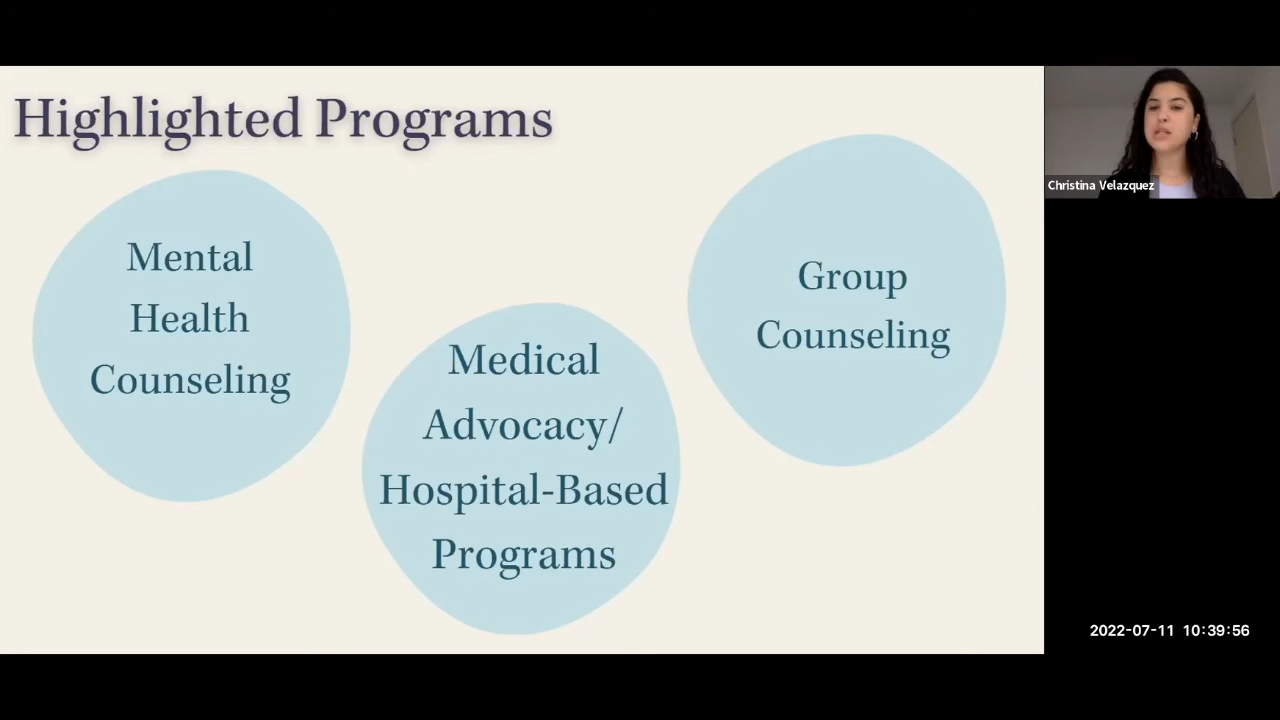 Highlighted Programs
Mental
Health
Counseling
Medical
Advocacy/
Hospital-Based
Programs
Group
Counseling
Christina Velazquez
2022-07-11 10:39:56